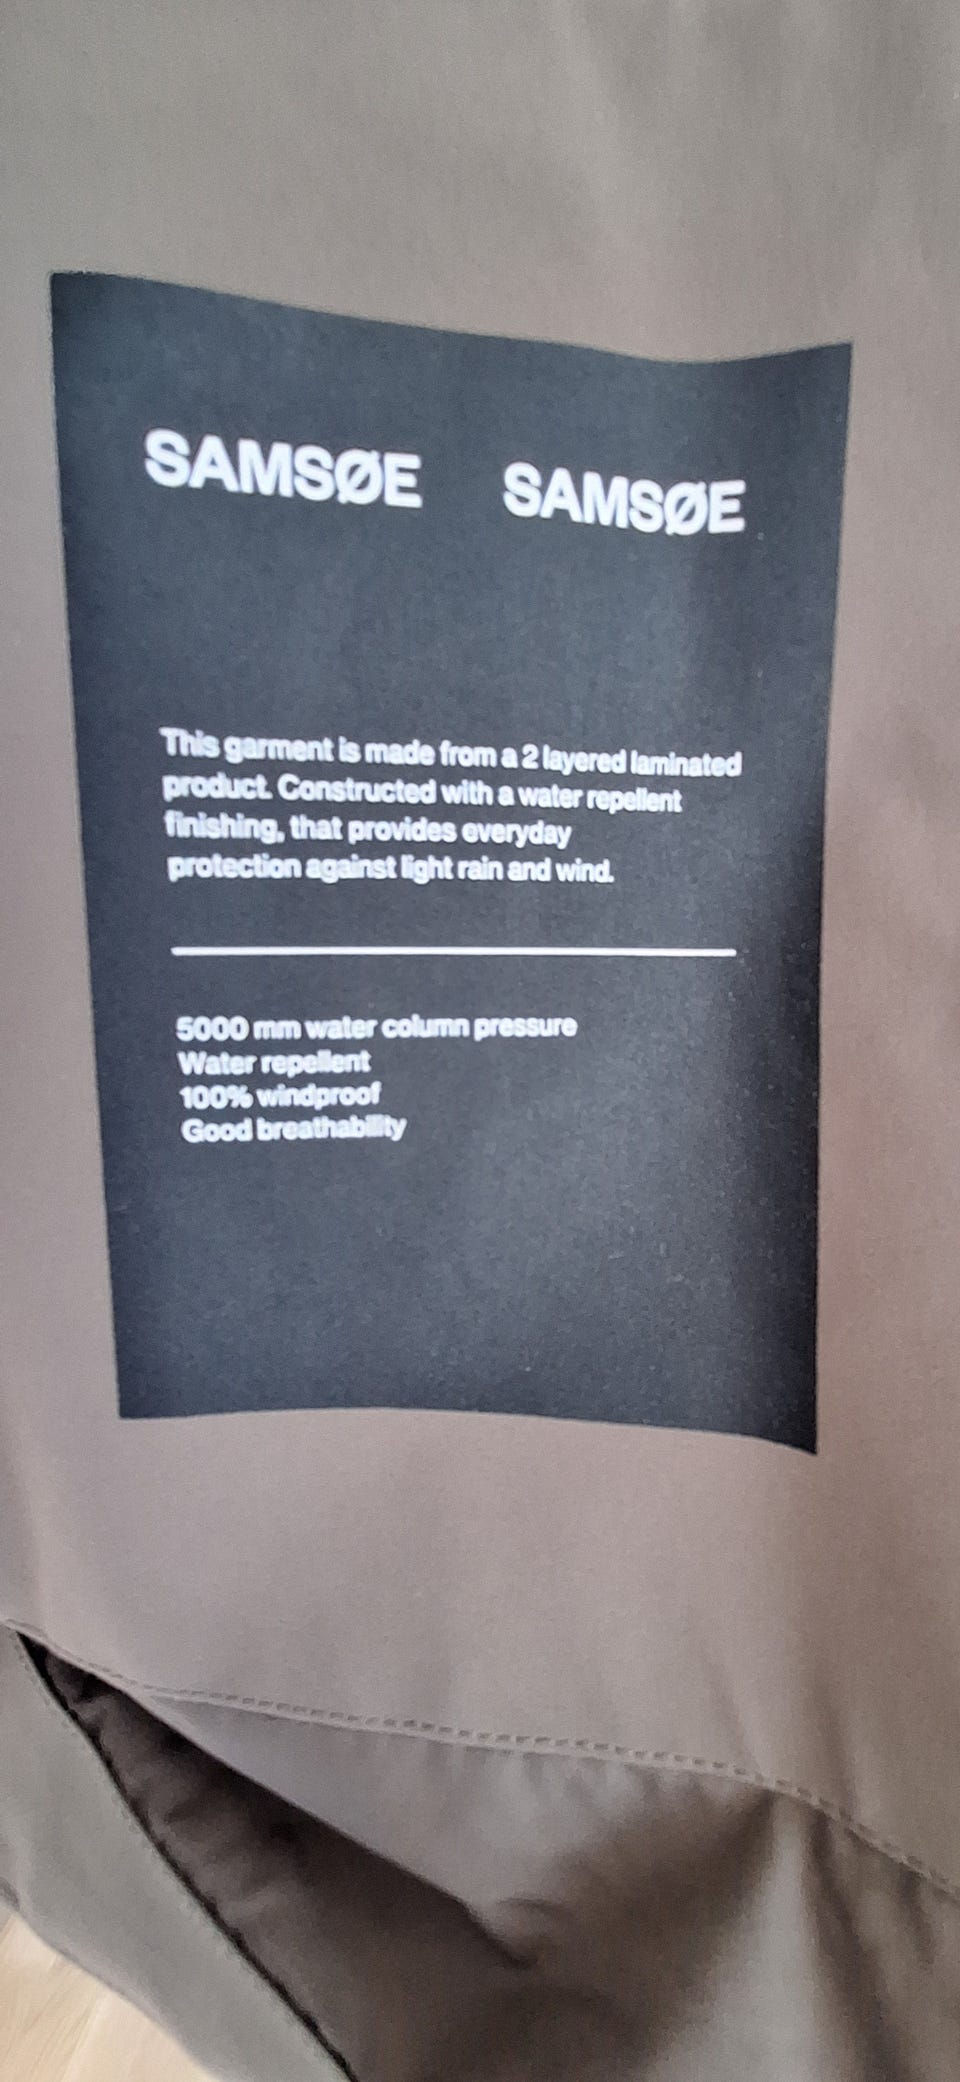 SAMSØE SAMSØE
This garment is made from a 2 layered laminated
product. Constructed with a water repellent
finishing, that provides everyday
protection against light rain and wind.
5000 mm water column pressure
Water repellent
100% windproof
Good breathability